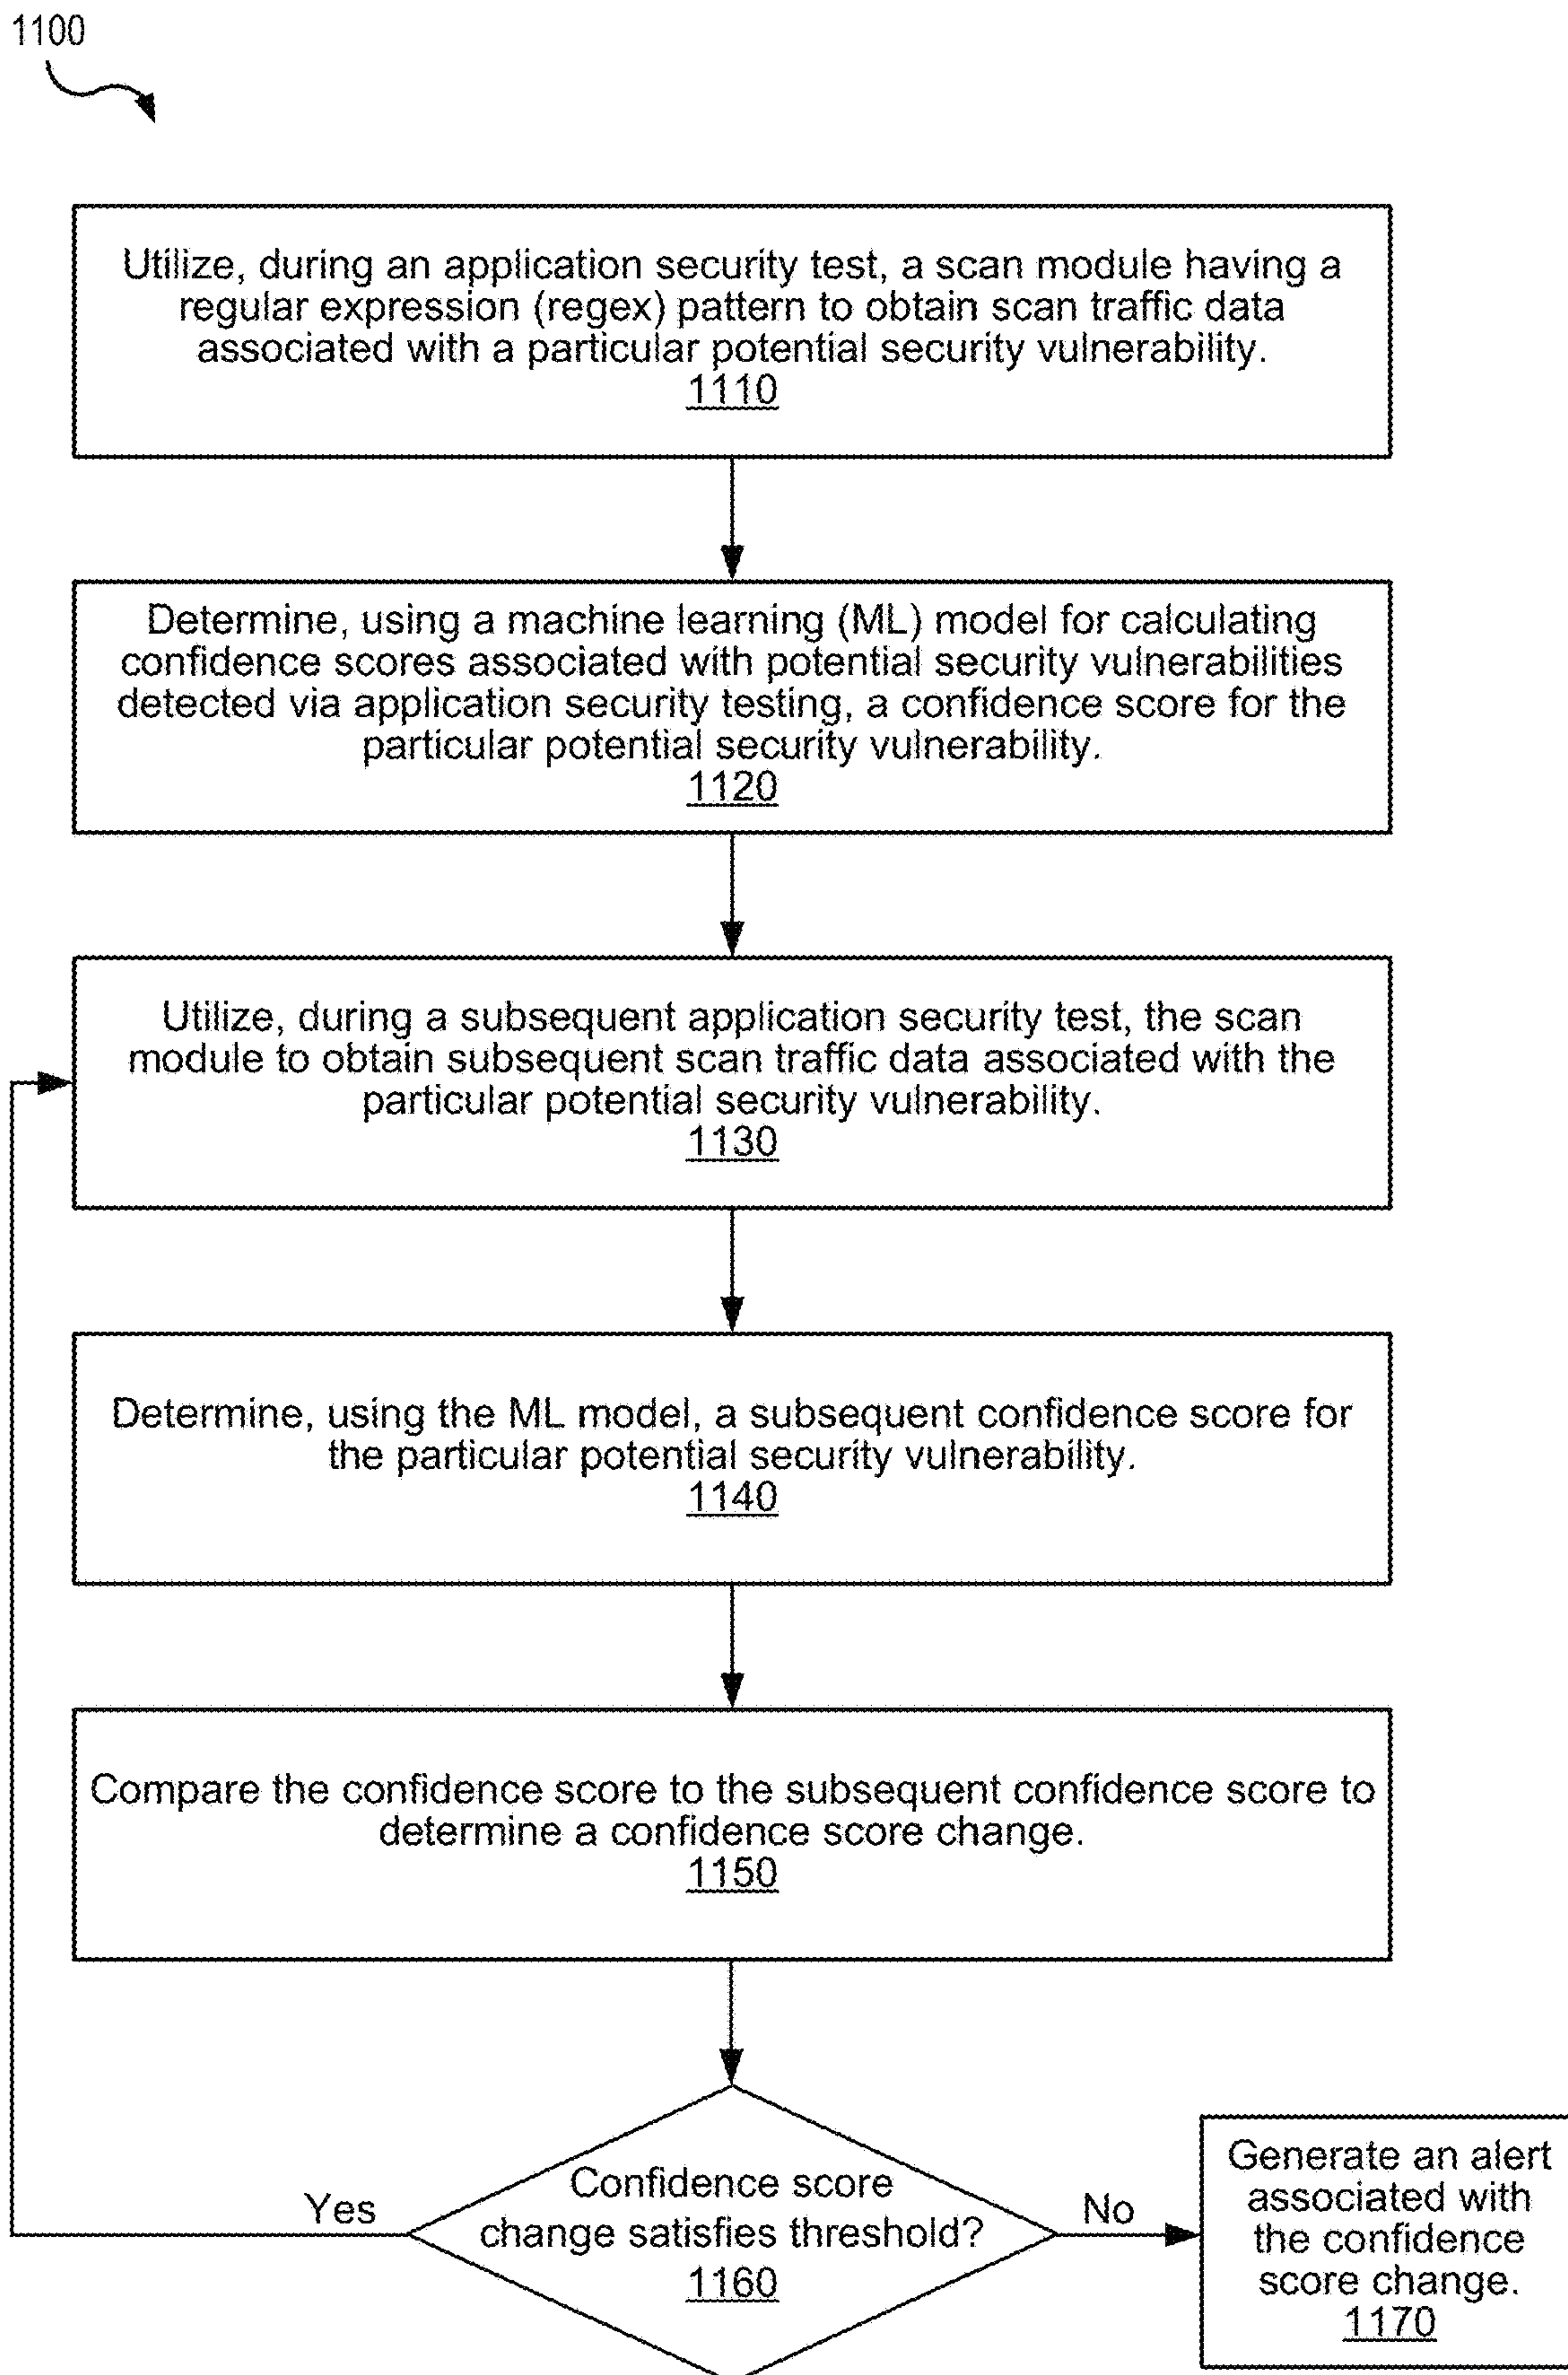 1100
Utilize, during an application security test, a scan module having a
regular expression (regex) pattern to obtain scan traffic data
associated with a particular potential security vulnerability.
1110
Determine, using a machine learning (ML) model for calculating
confidence scores associated with potential security vulnerabilities
detected via application security testing, a confidence score for the
particular potential security vulnerability.
1120
Utilize, during a subsequent application security test, the scan
module to obtain subsequent scan traffic data associated with the
particular potential security vulnerability.
1130
Determine, using the ML model, a subsequent confidence score for
the particular potential security vulnerability.
1140
Compare the confidence score to the subsequent confidence score to
determine a confidence score change.
1150
Yes
Confidence score
change satisfies threshold?
1160
No
Generate an alert
associated with
the confidence
score change.
1170